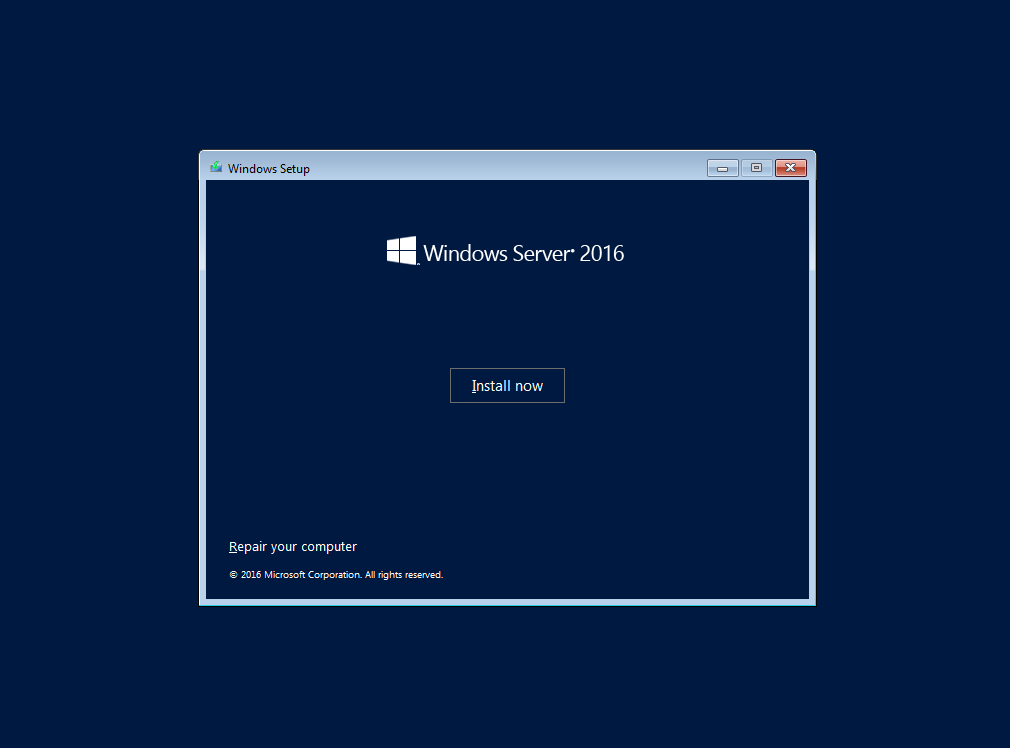 Windows Setup
Windows Server® 2016
Install now
Repair your computer
© 2016 Microsoft Corporation. All rights reserved.